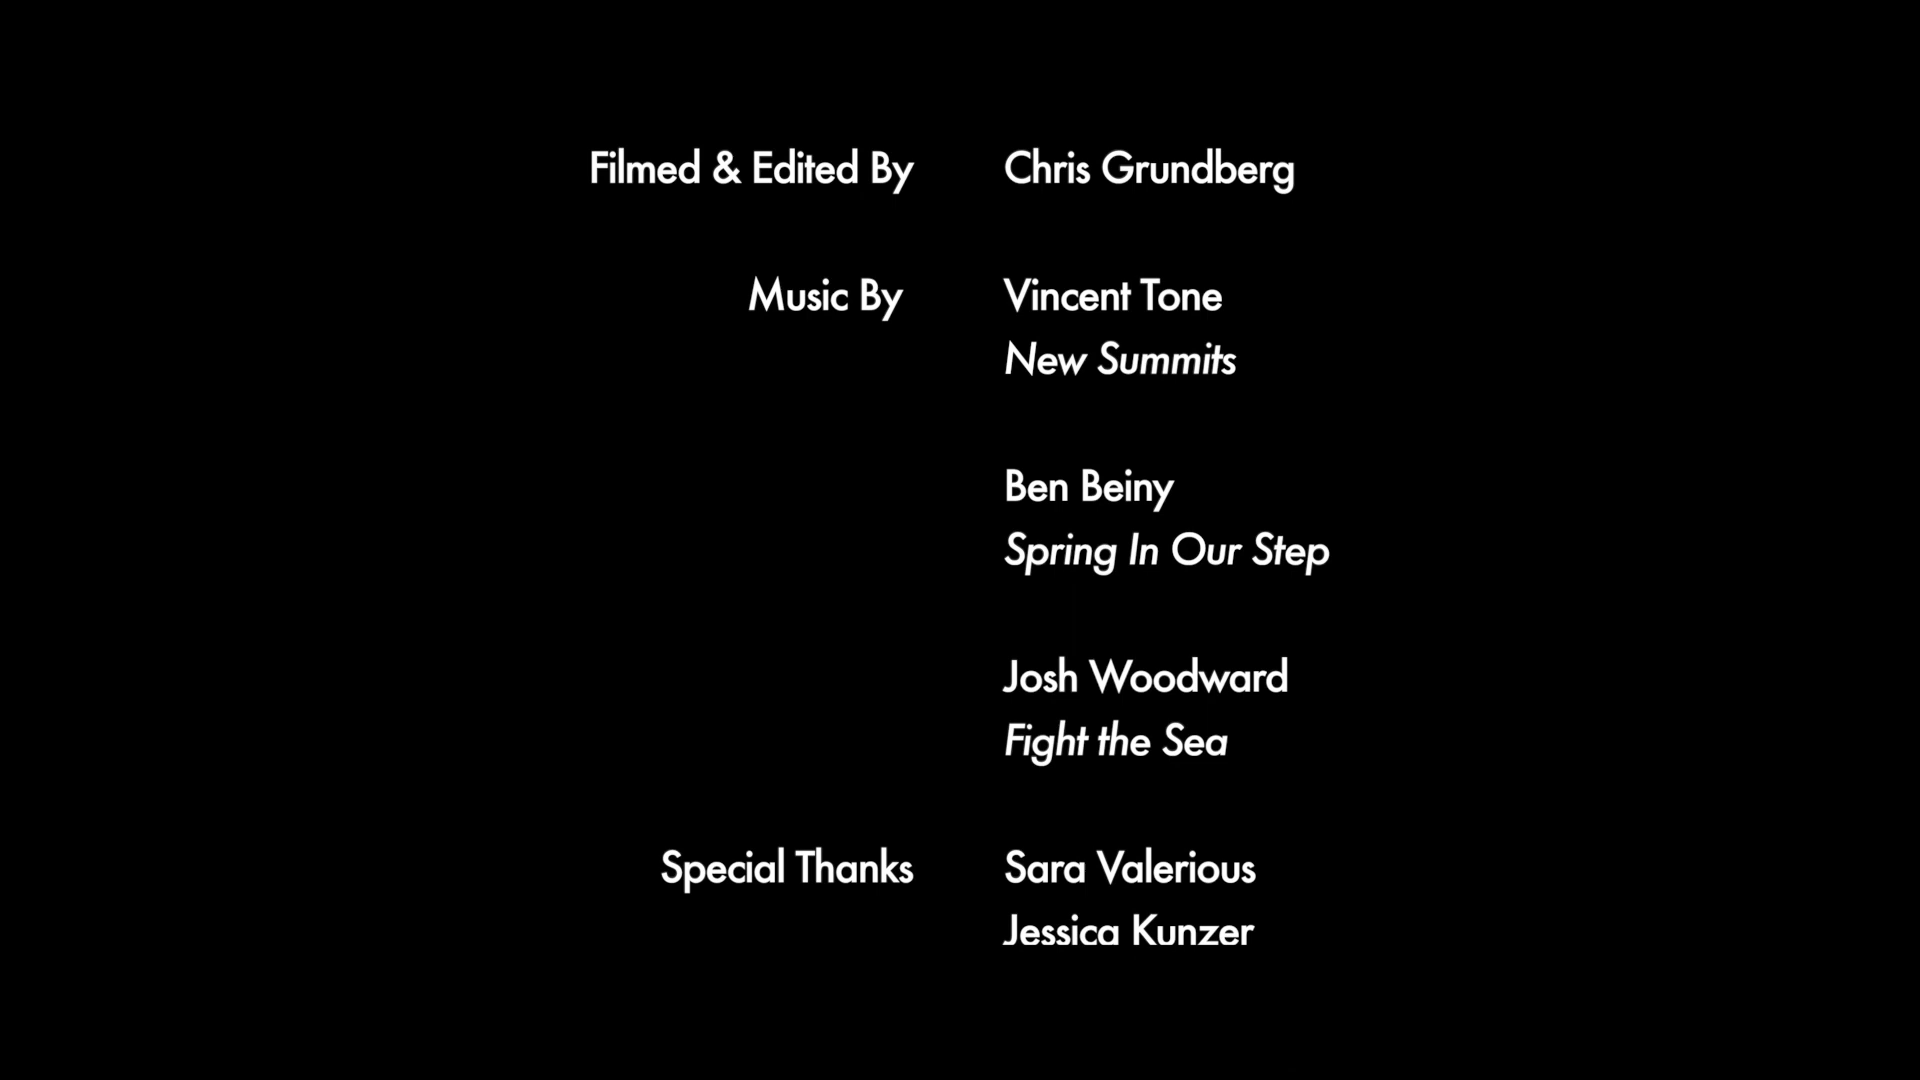 Filmed & Edited By Chris Grundberg
Music By Vincent Tone
New Summits
Ben Beiny
Spring In Our Step
Josh Woodward
Fight the Sea
Special Thanks Sara Valerious
Jessica Kunzer